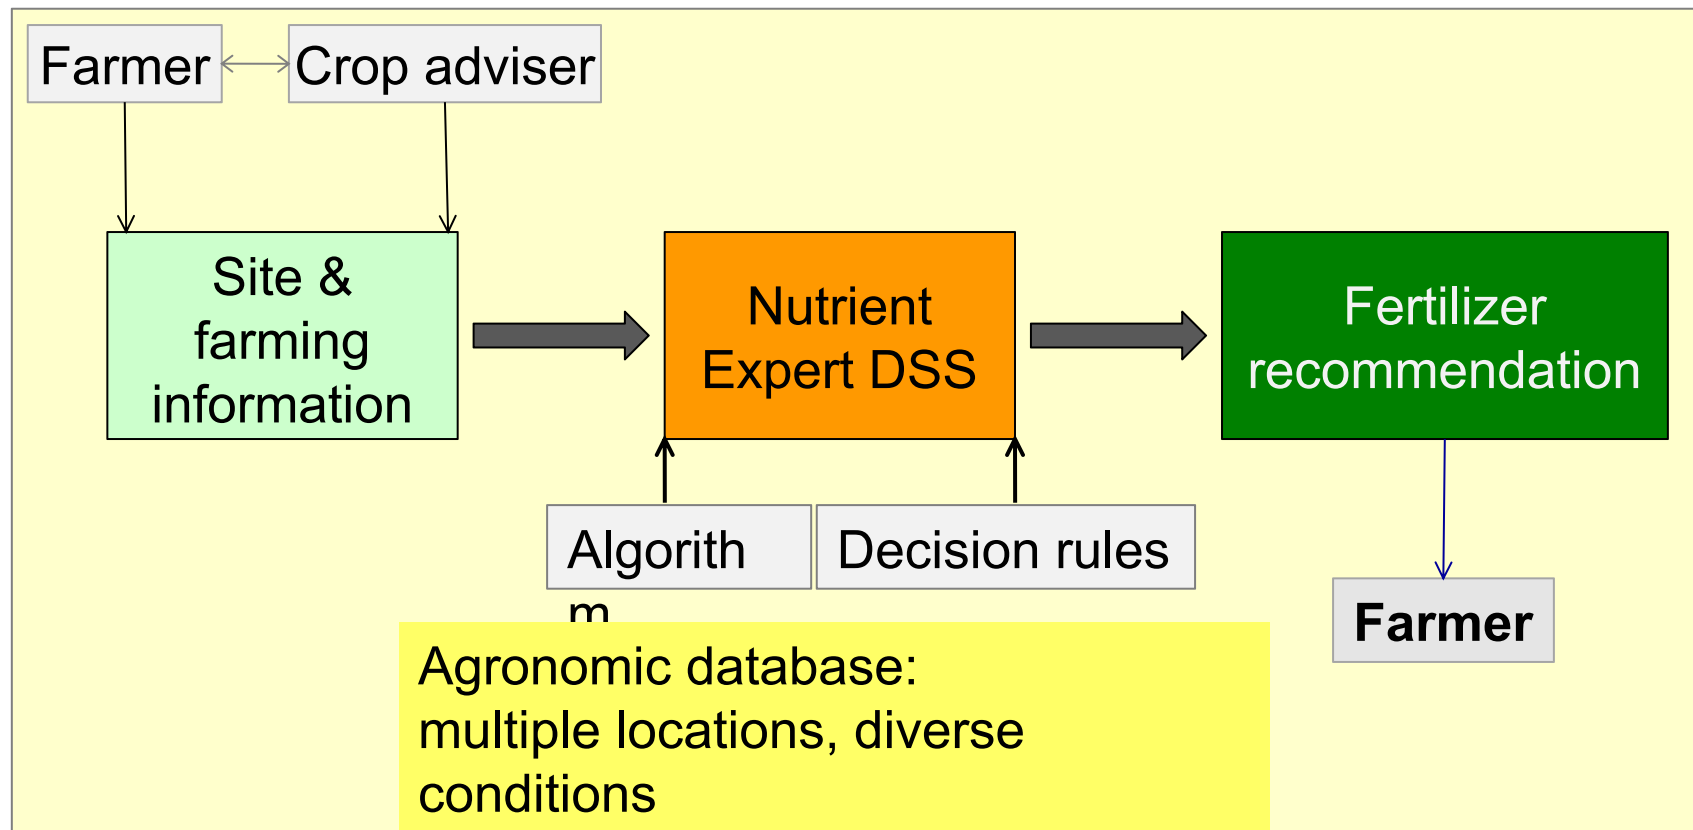 Farmer
Crop adviser
Site &
farming
information
Nutrient
Expert DSS
Fertilizer
recommendation
Algorith
m
Decision rules
Farmer
Agronomic database:
multiple locations, diverse
conditions